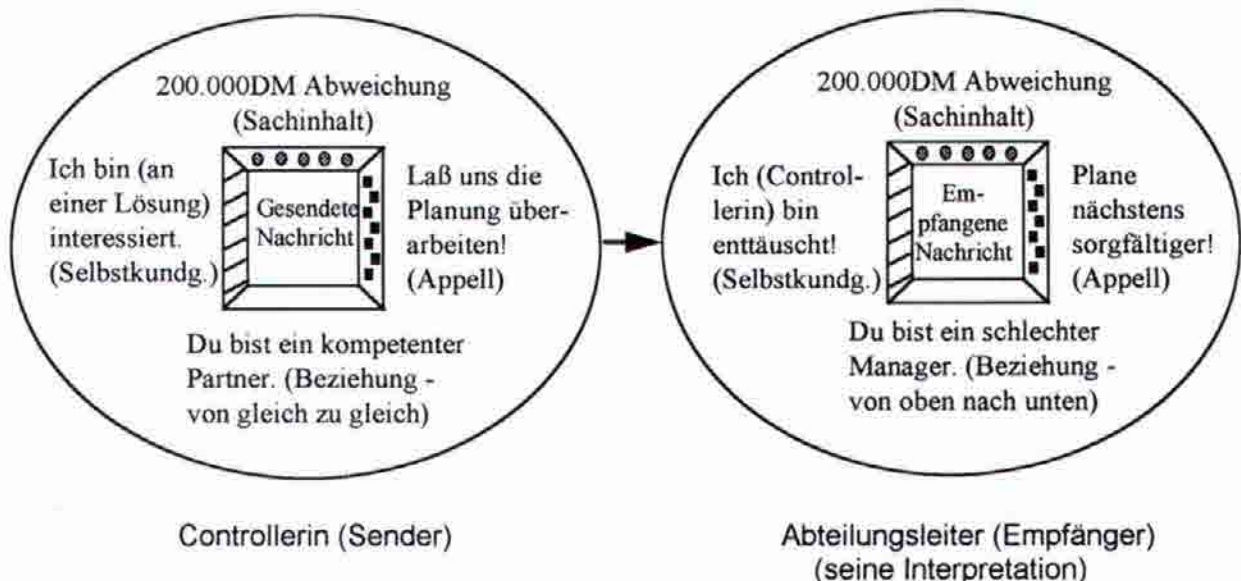 200.000DM Abweichung
(Sachinhalt)
Ich bin (an
einer Lösung)
interessiert.
(Selbstkundg.)
Gesendete
Nachricht
Laß uns die
Planung über-
arbeiten!
(Appell)
Du bist ein kompetenter
Partner. (Beziehung -
von gleich zu gleich)
Controllerin (Sender)
200.000DM Abweichung
(Sachinhalt)
Ich (Control-
lerin) bin
enttäuscht!
(Selbstkundg.)
Em-
pfangene
Nachricht
Plane
nächstens
sorgfältiger!
(Appell)
Du bist ein schlechter
Manager. (Beziehung -
von oben nach unten)
Abteilungsleiter (Empfänger)
(seine Interpretation)